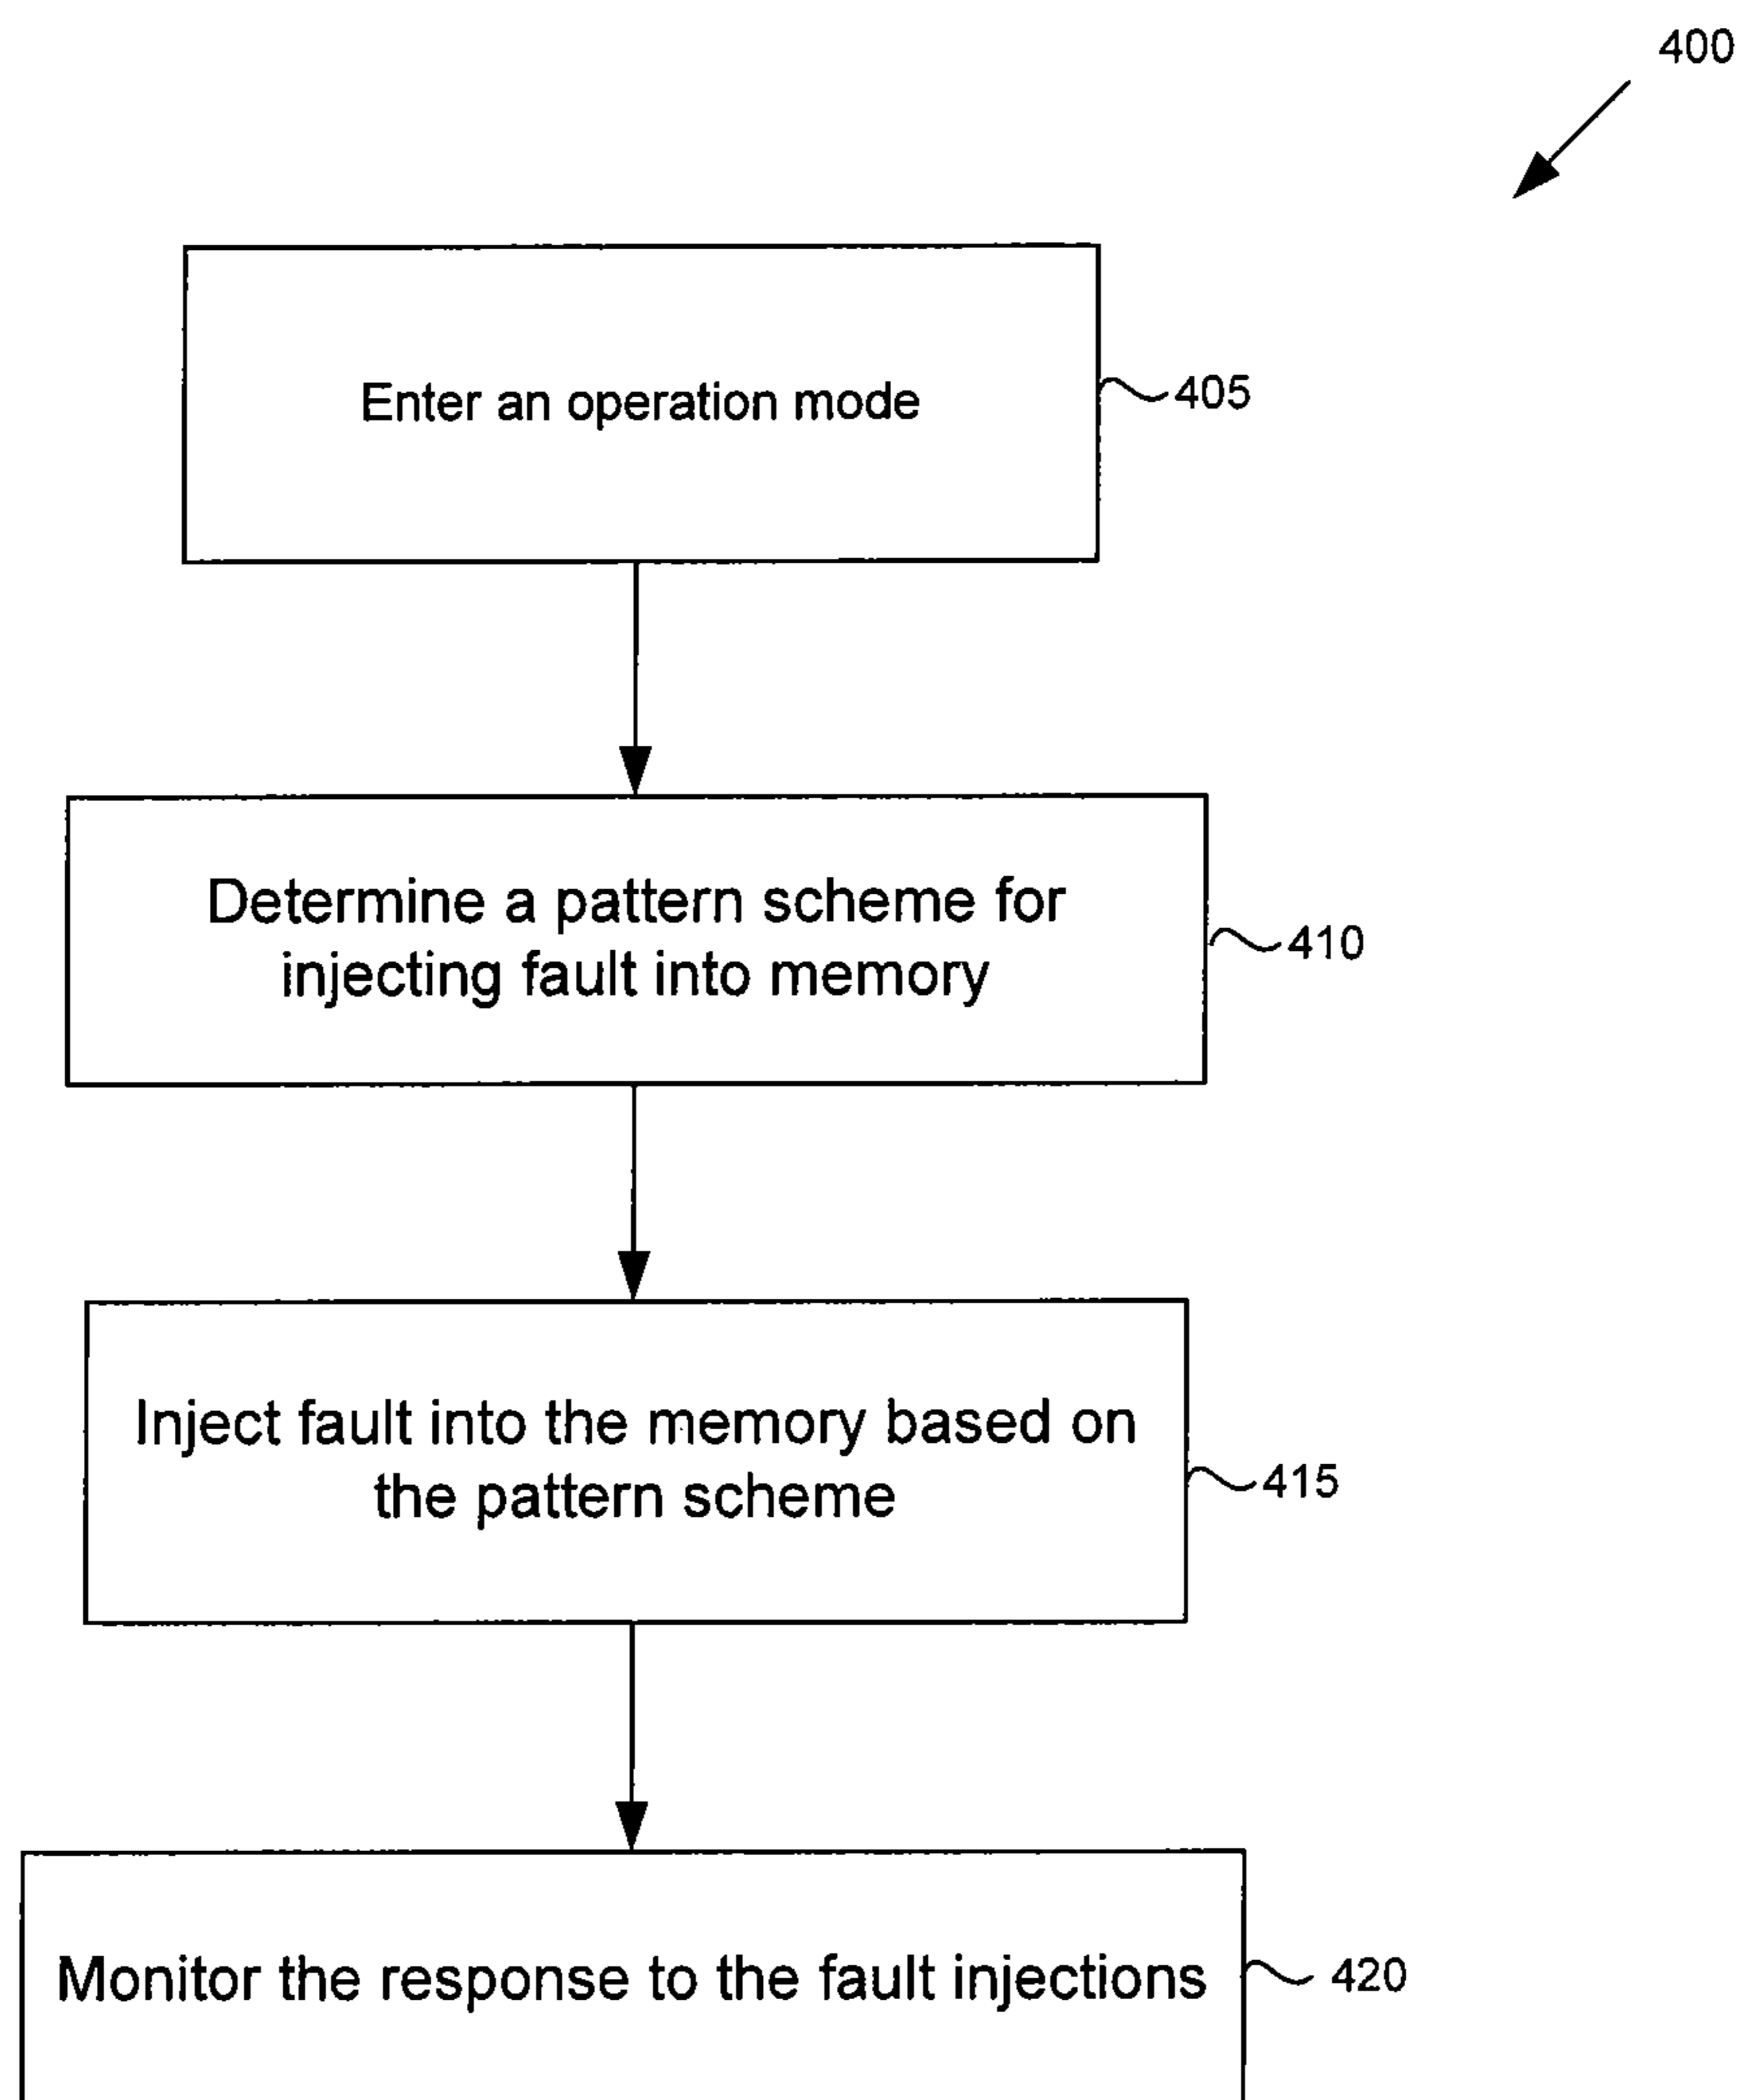 400
Enter an operation mode
405
Determine a pattern scheme for
injecting fault into memory
410
Inject fault into the memory based on
the pattern scheme
415
Monitor the response to the fault injections
420